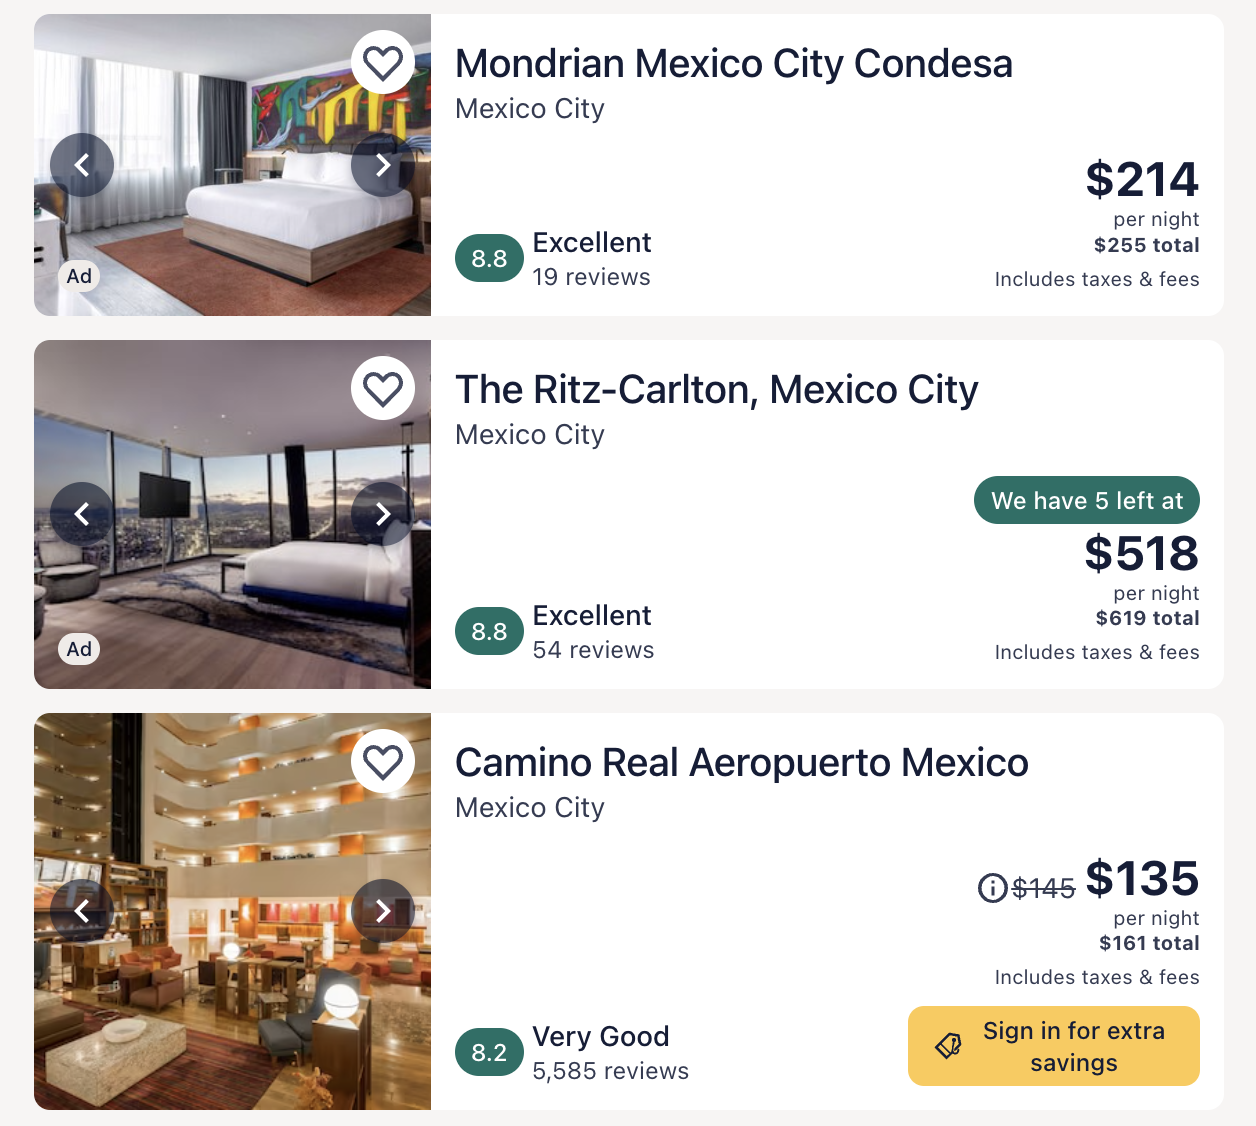 Mondrian Mexico City Condesa
Mexico City
$214
per night
$255 total
Includes taxes & fees
8.8
Excellent
19 reviews
Ad
The Ritz-Carlton, Mexico City
Mexico City
We have 5 left at
$518
per night
$619 total
Includes taxes & fees
8.8
Excellent
54 reviews
Ad
Camino Real Aeropuerto Mexico
Mexico City
$145 $135
per night
$161 total
Includes taxes & fees
8.2
Very Good
5,585 reviews
Sign in for extra
savings